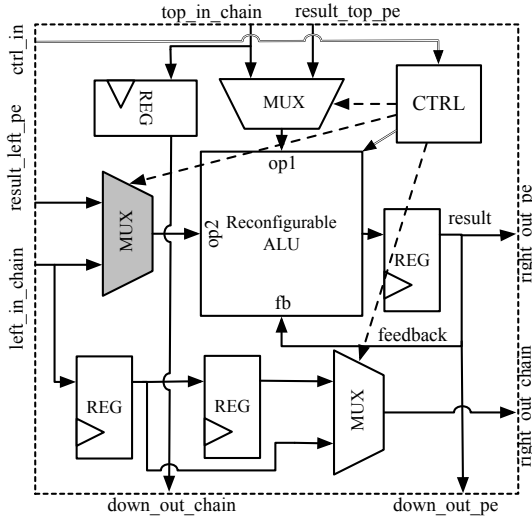 top_in_chain
result_top_pe
ctrl_in
REG
MUX
CTRL
result_left_pe
op1
MUX
op2
Reconfigurable
ALU
REG
result
right_out_pe
left_in_chain
fb
feedback
REG
REG
MUX
right_out_chain
down_out_chain
down_out_pe